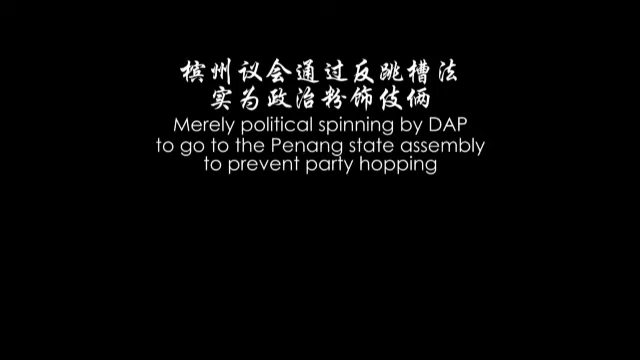 槟州议会通过反跳槽法
实为政治粉饰伎俩
Merely political spinning by DAP
to go to the Penang state assembly
to prevent party hopping